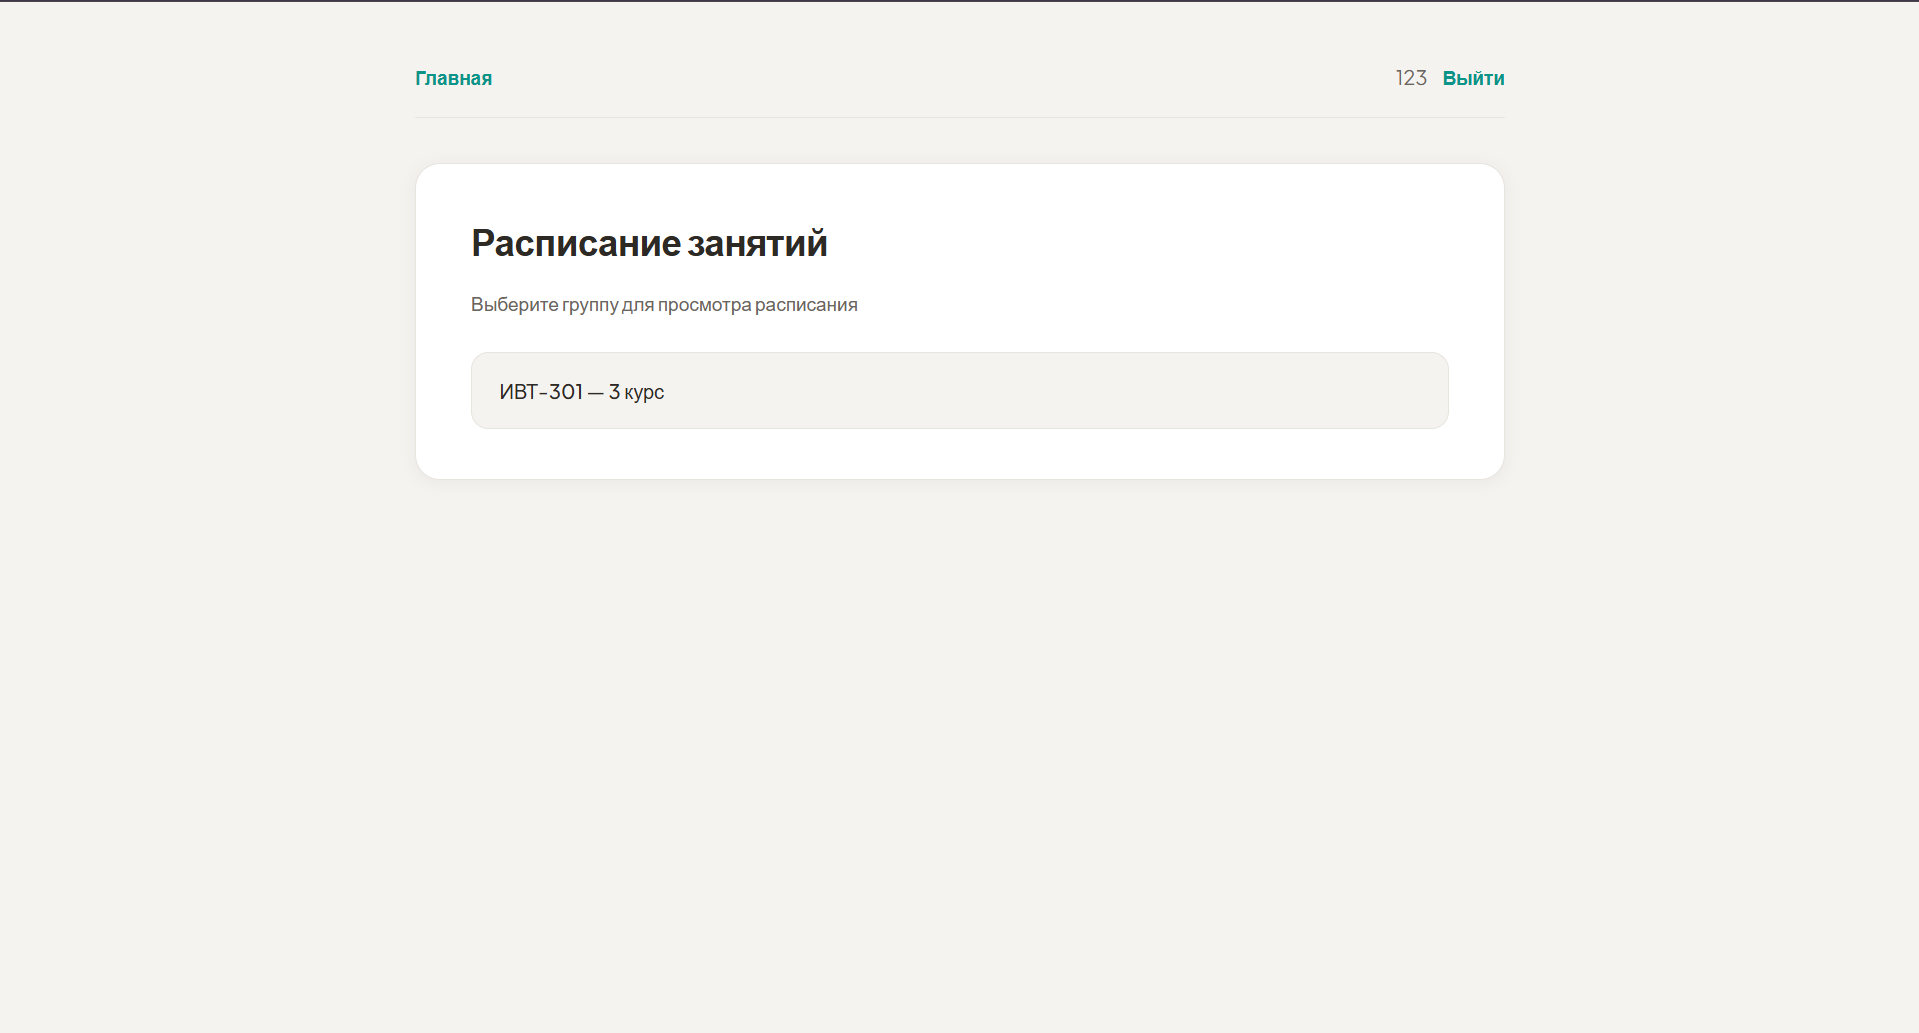 Главная
123 Выйти
Расписание занятий
Выберите группу для просмотра расписания
ИВТ-301 — 3 курс